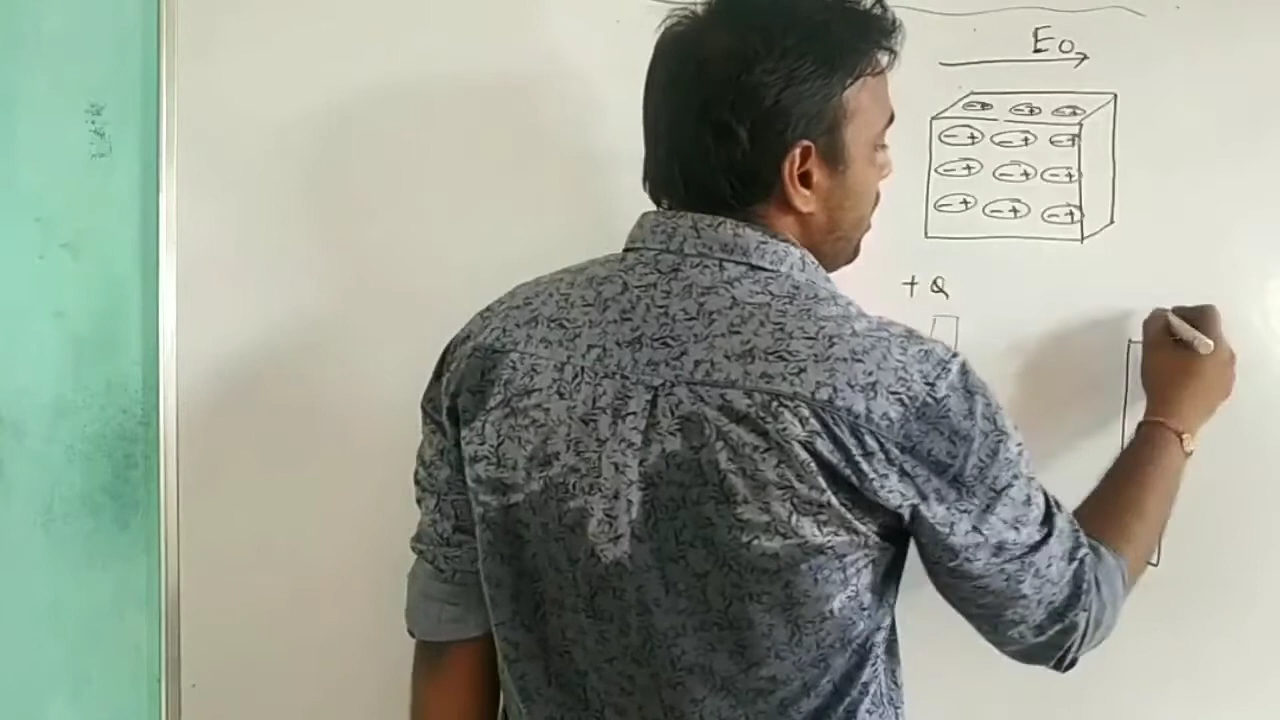 E₀
- + - + - +
- + - + - +
- + - + - +
- + - + - +
+ Q